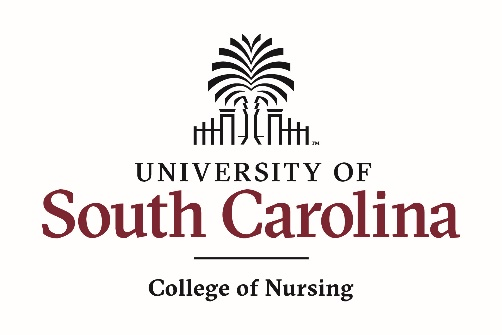 UNIVERSITY OF
South Carolina
College of Nursing